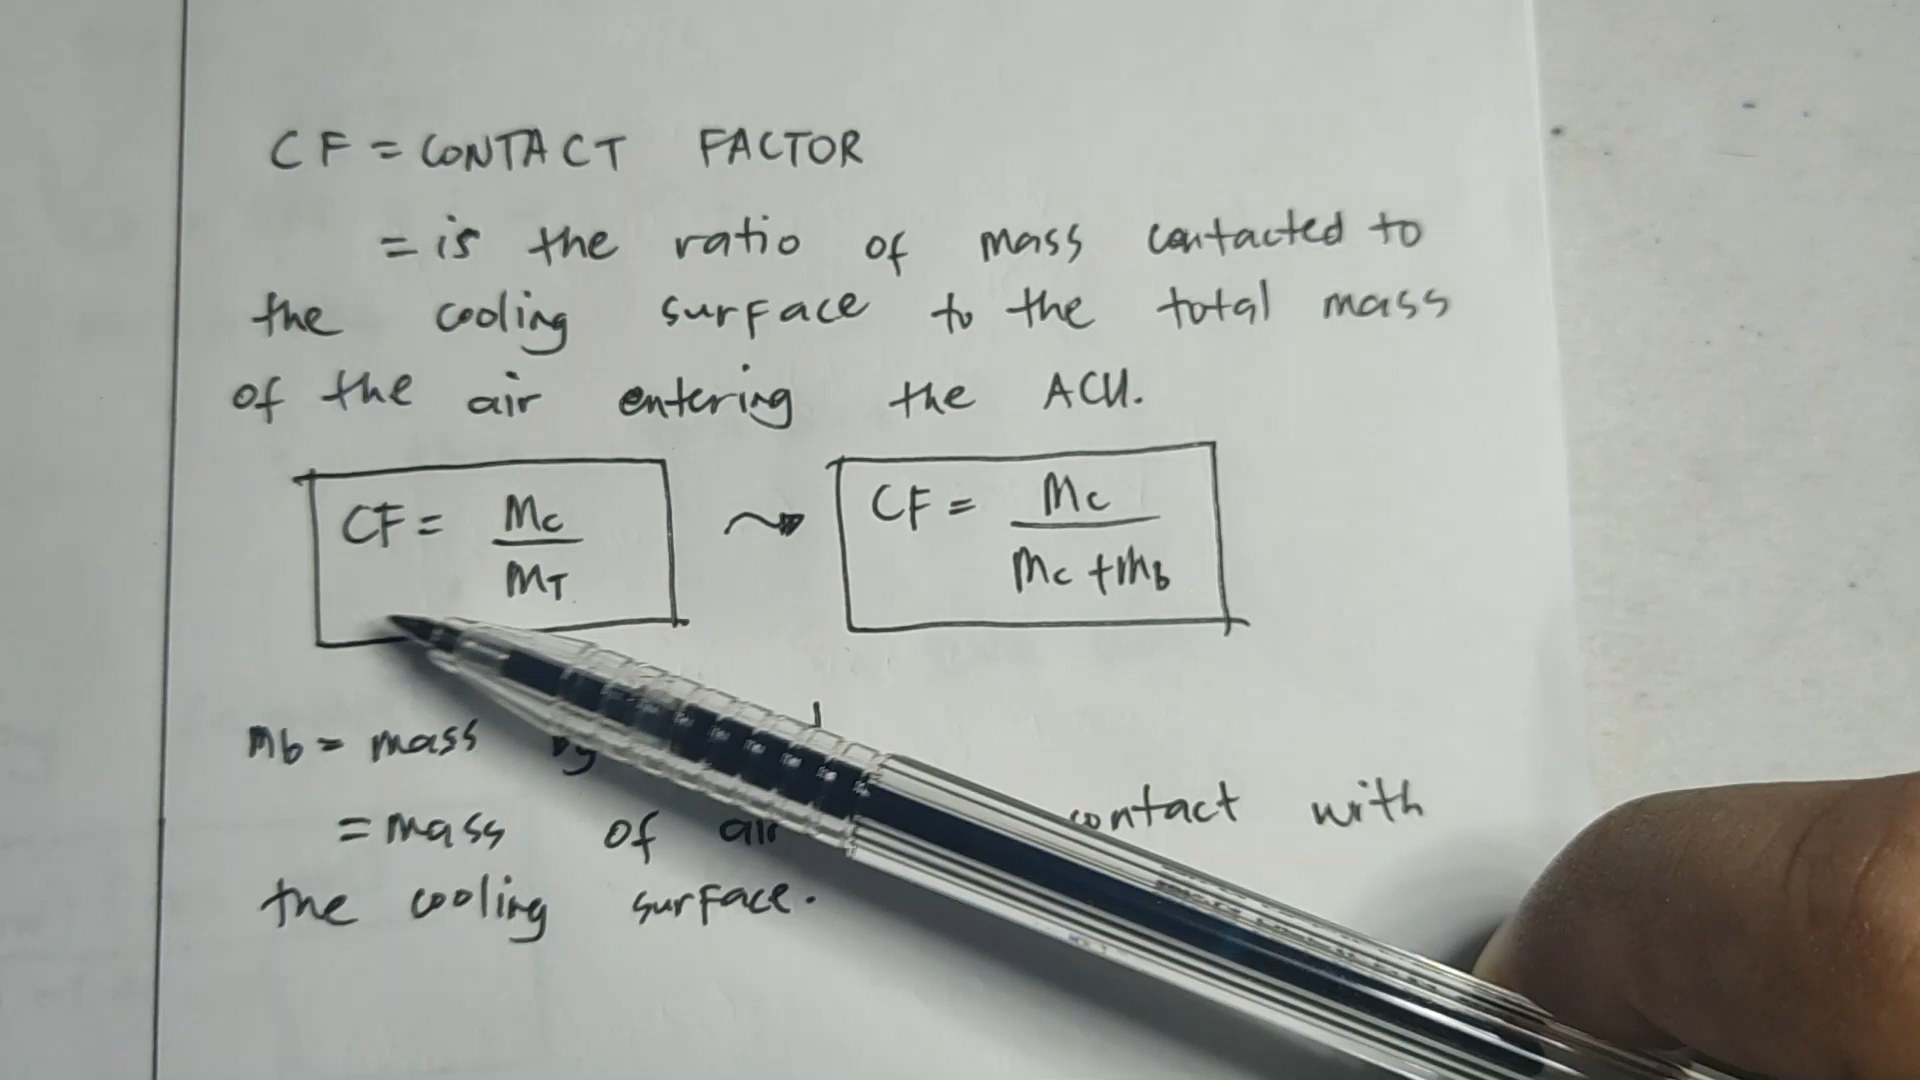 CF = CONTACT FACTOR
= is the ratio of mass contacted to
the cooling surface to the total mass
of the air entering the ACU.
CF = Mc / MT ⤳ CF = Mc / Mc + Mb
Mb = mass
= mass of air contact with
the cooling surface.